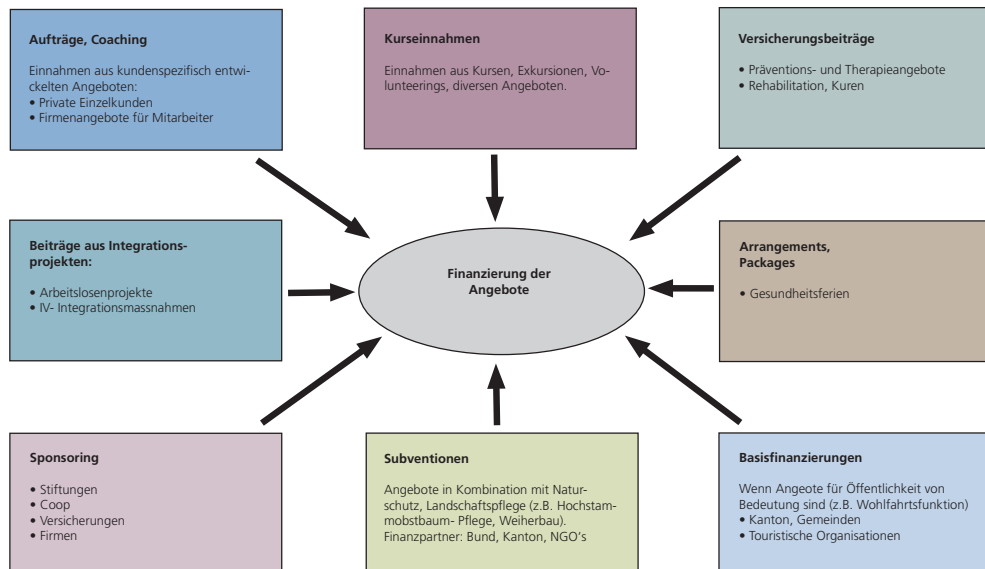 Aufträge, Coaching
Einnahmen aus kundenspezifisch entwi-
ckelten Angeboten:
• Private Einzelkunden
• Firmenangebote für Mitarbeiter
Kurseinnahmen
Einnahmen aus Kursen, Exkursionen, Vo-
lunteerings, diversen Angeboten.
Versicherungsbeiträge
• Präventions- und Therapieangebote
• Rehabilitation, Kuren
Beiträge aus Integrations-
projekten:
• Arbeitslosenprojekte
• IV- Integrationsmassnahmen
Finanzierung der
Angebote
Arrangements,
Packages
• Gesundheitsferien
Sponsoring
• Stiftungen
• Coop
• Versicherungen
• Firmen
Subventionen
Angebote in Kombination mit Natur-
schutz, Landschaftspflege (z.B. Hochstam-
mobstbaum- Pflege, Weiherbau).
Finanzpartner: Bund, Kanton, NGO's
Basisfinanzierungen
Wenn Angeote für Öffentlichkeit von
Bedeutung sind (z.B. Wohlfahrtsfunktion)
• Kanton, Gemeinden
• Touristische Organisationen